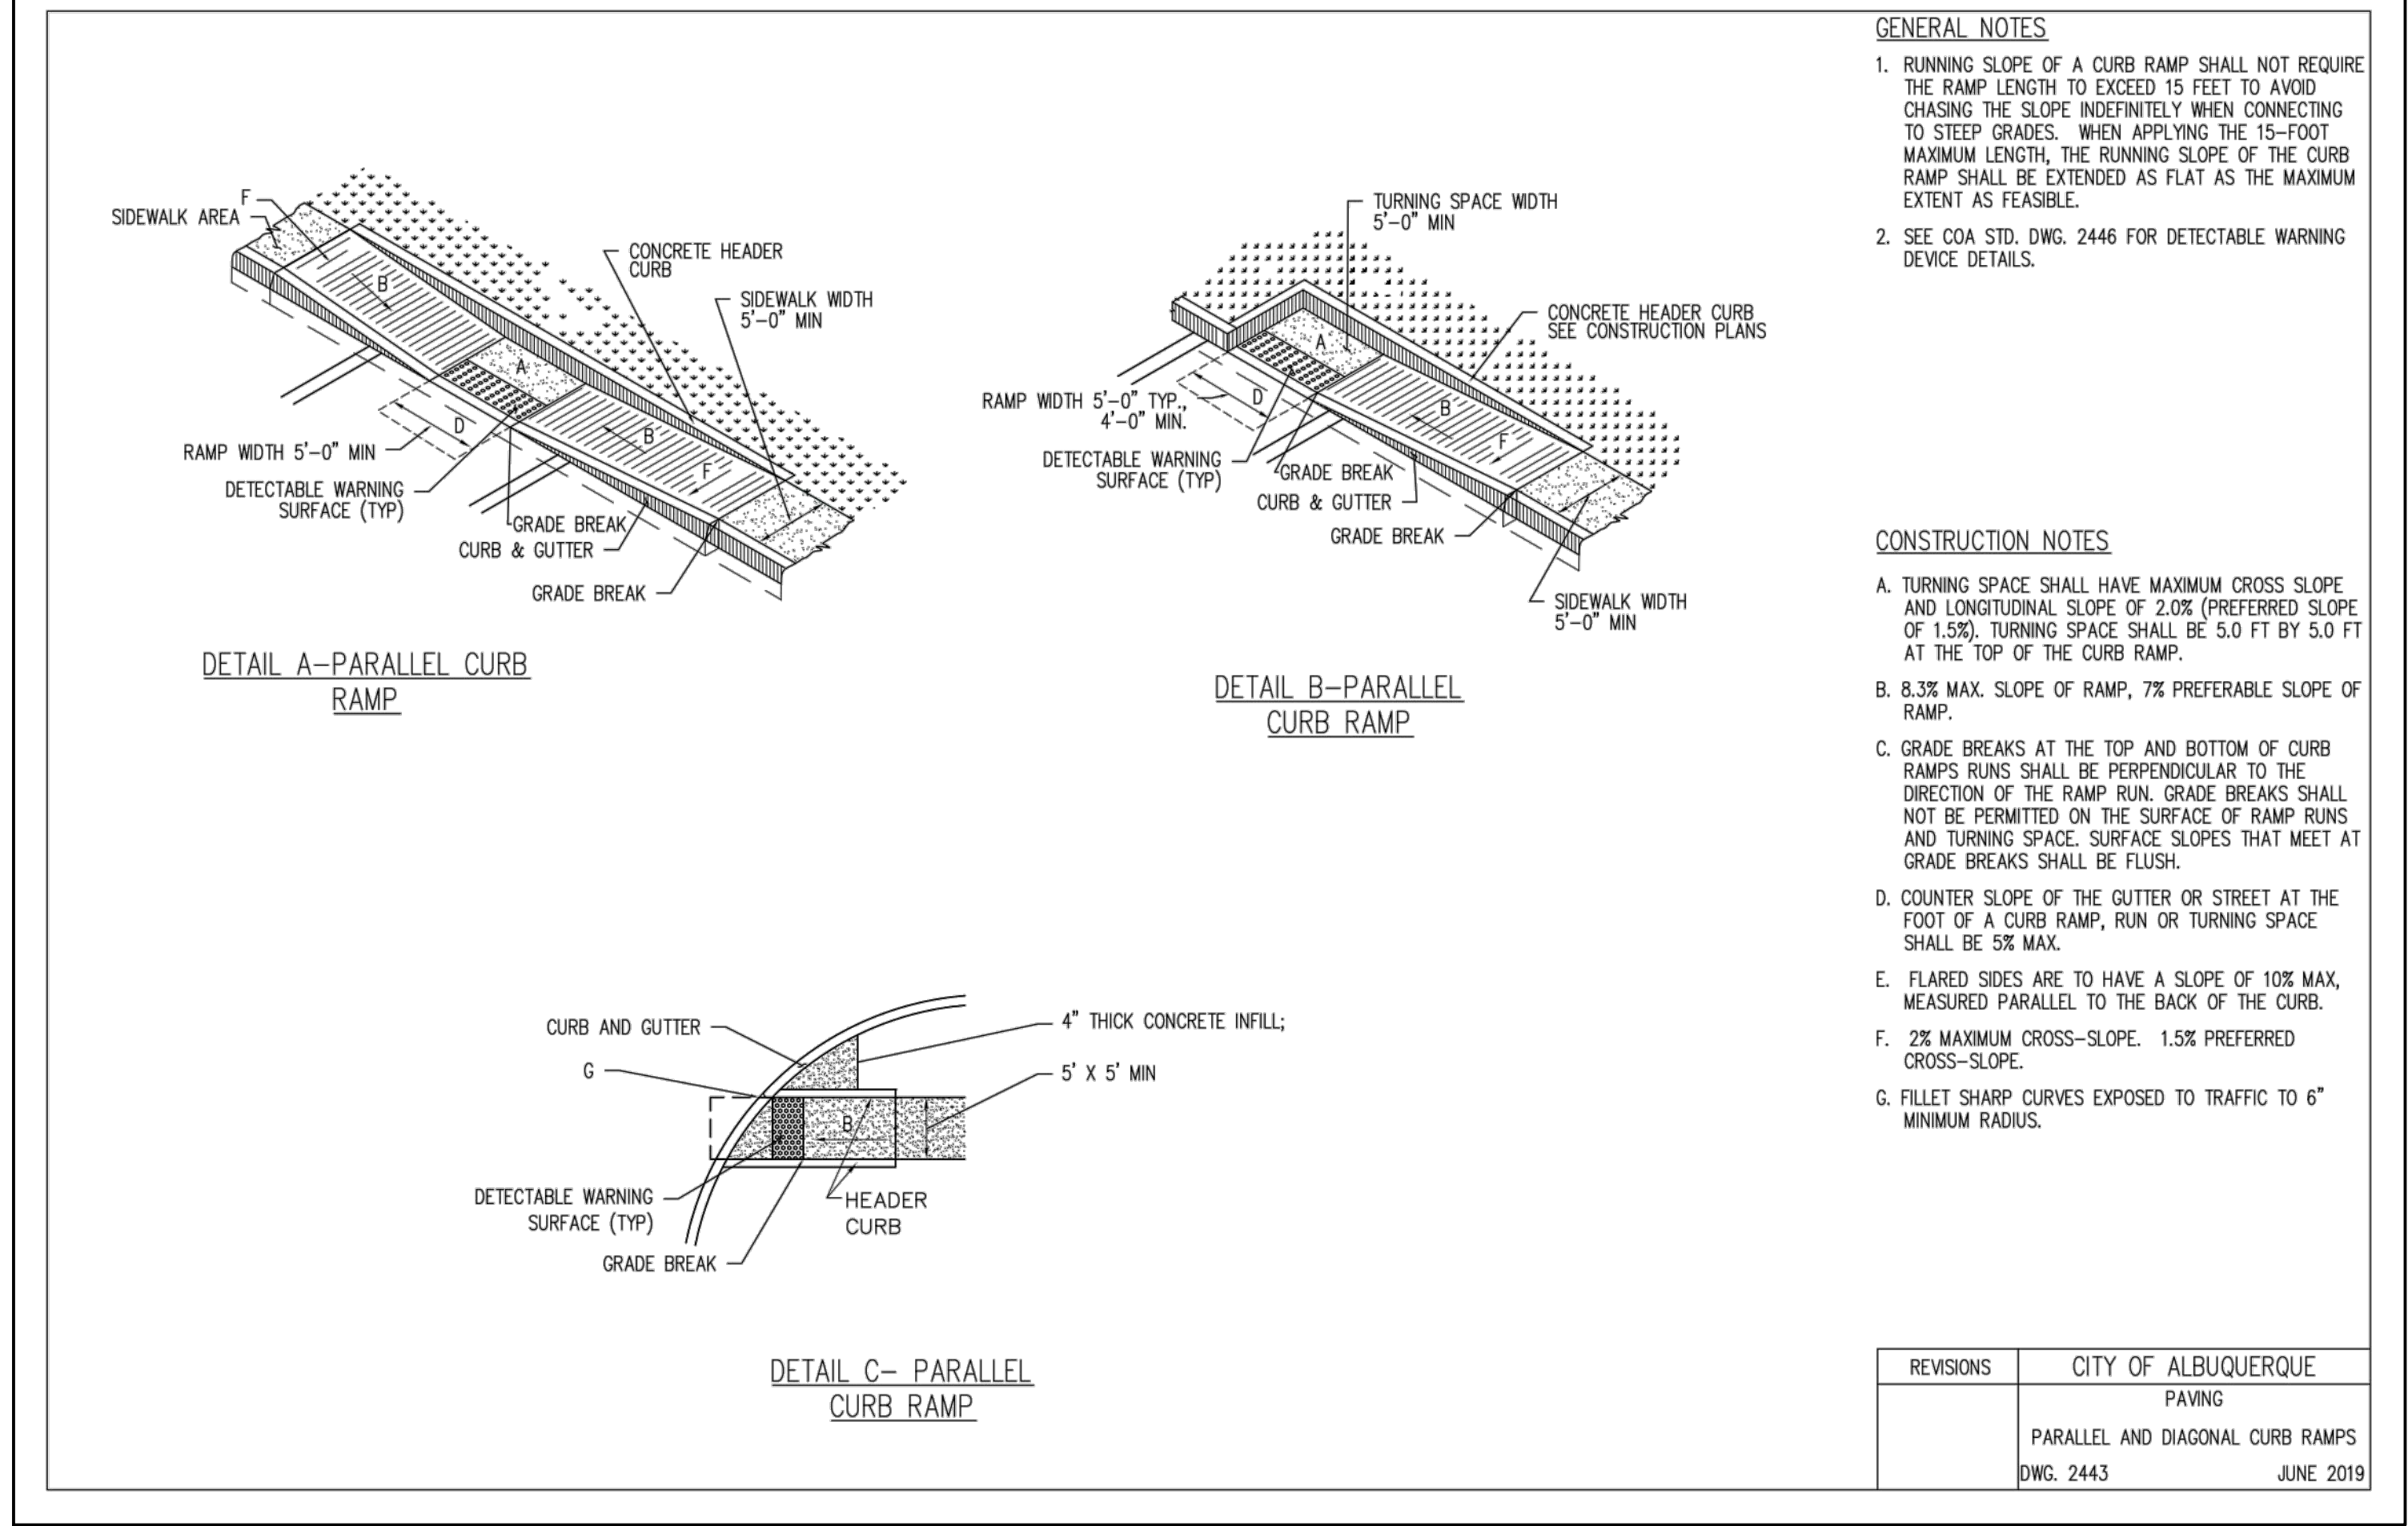 F
SIDEWALK AREA
B
CONCRETE HEADER
CURB
SIDEWALK WIDTH
5'-0" MIN
A
D
B
F
RAMP WIDTH 5'-0" MIN
DETECTABLE WARNING
SURFACE (TYP)
GRADE BREAK
CURB & GUTTER
GRADE BREAK
DETAIL A-PARALLEL CURB
RAMP
TURNING SPACE WIDTH
5'-0" MIN
CONCRETE HEADER CURB
SEE CONSTRUCTION PLANS
A
RAMP WIDTH 5'-0" TYP.,
4'-0" MIN.
D
B
F
DETECTABLE WARNING
SURFACE (TYP)
GRADE BREAK
CURB & GUTTER
GRADE BREAK
SIDEWALK WIDTH
5'-0" MIN
DETAIL B-PARALLEL
CURB RAMP
CURB AND GUTTER
4" THICK CONCRETE INFILL;
G
5' X 5' MIN
B
DETECTABLE WARNING
SURFACE (TYP)
HEADER
CURB
GRADE BREAK
DETAIL C- PARALLEL
CURB RAMP
GENERAL NOTES
1. RUNNING SLOPE OF A CURB RAMP SHALL NOT REQUIRE
THE RAMP LENGTH TO EXCEED 15 FEET TO AVOID
CHASING THE SLOPE INDEFINITELY WHEN CONNECTING
TO STEEP GRADES. WHEN APPLYING THE 15-FOOT
MAXIMUM LENGTH, THE RUNNING SLOPE OF THE CURB
RAMP SHALL BE EXTENDED AS FLAT AS THE MAXIMUM
EXTENT AS FEASIBLE.
2. SEE COA STD. DWG. 2446 FOR DETECTABLE WARNING
DEVICE DETAILS.
CONSTRUCTION NOTES
A. TURNING SPACE SHALL HAVE MAXIMUM CROSS SLOPE
AND LONGITUDINAL SLOPE OF 2.0% (PREFERRED SLOPE
OF 1.5%). TURNING SPACE SHALL BE 5.0 FT BY 5.0 FT
AT THE TOP OF THE CURB RAMP.
B. 8.3% MAX. SLOPE OF RAMP, 7% PREFERABLE SLOPE OF
RAMP.
C. GRADE BREAKS AT THE TOP AND BOTTOM OF CURB
RAMPS RUNS SHALL BE PERPENDICULAR TO THE
DIRECTION OF THE RAMP RUN. GRADE BREAKS SHALL
NOT BE PERMITTED ON THE SURFACE OF RAMP RUNS
AND TURNING SPACE. SURFACE SLOPES THAT MEET AT
GRADE BREAKS SHALL BE FLUSH.
D. COUNTER SLOPE OF THE GUTTER OR STREET AT THE
FOOT OF A CURB RAMP, RUN OR TURNING SPACE
SHALL BE 5% MAX.
E. FLARED SIDES ARE TO HAVE A SLOPE OF 10% MAX,
MEASURED PARALLEL TO THE BACK OF THE CURB.
F. 2% MAXIMUM CROSS-SLOPE. 1.5% PREFERRED
CROSS-SLOPE.
G. FILLET SHARP CURVES EXPOSED TO TRAFFIC TO 6"
MINIMUM RADIUS.
REVISIONS
CITY OF ALBUQUERQUE
PAVING
PARALLEL AND DIAGONAL CURB RAMPS
DWG. 2443 JUNE 2019